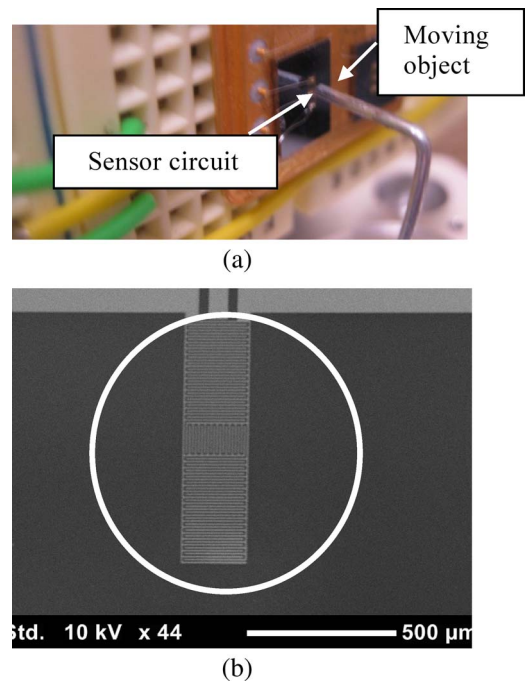 Moving
object
Sensor circuit
(a)
Std. 10 kV x 44 500 µm
(b)